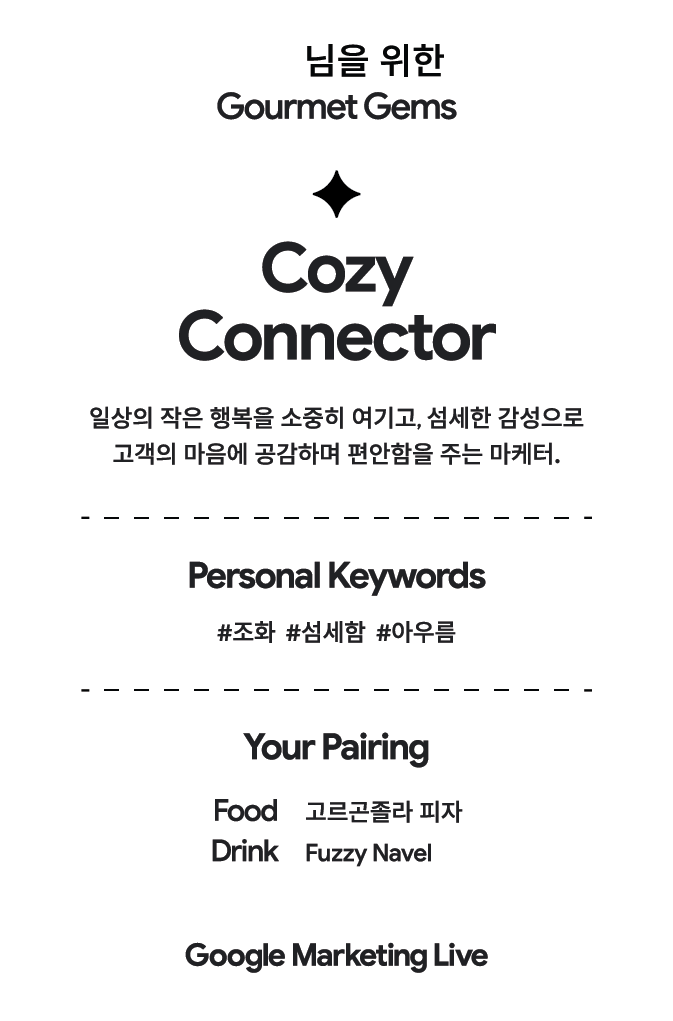 님을 위한
Gourmet Gems
Cozy
Connector
일상의 작은 행복을 소중히 여기고, 섬세한 감성으로
고객의 마음에 공감하며 편안함을 주는 마케터.
Personal Keywords
#조화 #섬세함 #아우름
Your Pairing
Food 고르곤졸라 피자
Drink Fuzzy Navel
Google Marketing Live